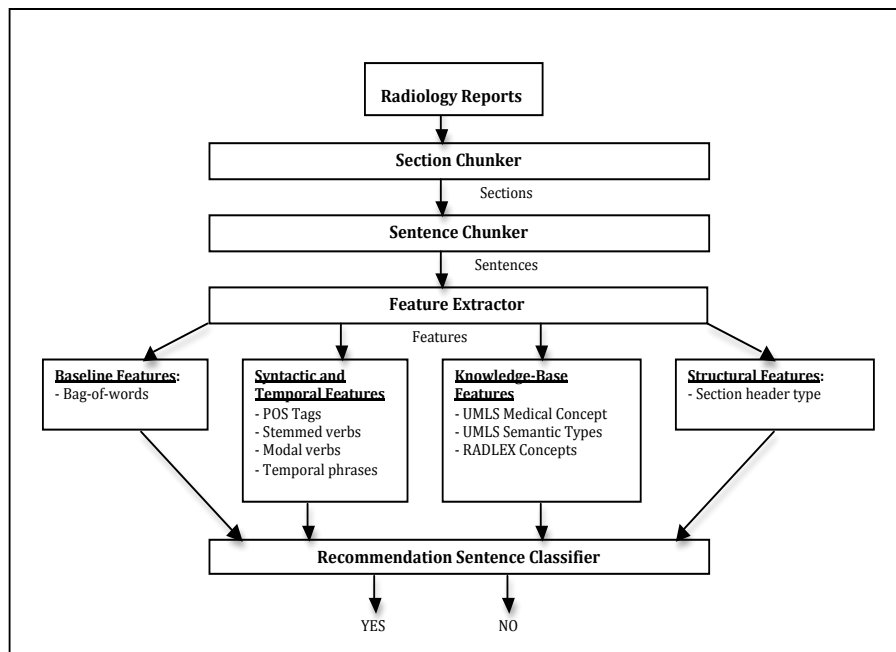 Radiology Reports
Section Chunker
Sections
Sentence Chunker
Sentences
Feature Extractor
Features
Baseline Features:
- Bag-of-words
Syntactic and
Temporal Features
- POS Tags
- Stemmed verbs
- Modal verbs
- Temporal phrases
Knowledge-Base
Features
- UMLS Medical Concept
- UMLS Semantic Types
- RADLEX Concepts
Structural Features:
- Section header type
Recommendation Sentence Classifier
YES
NO